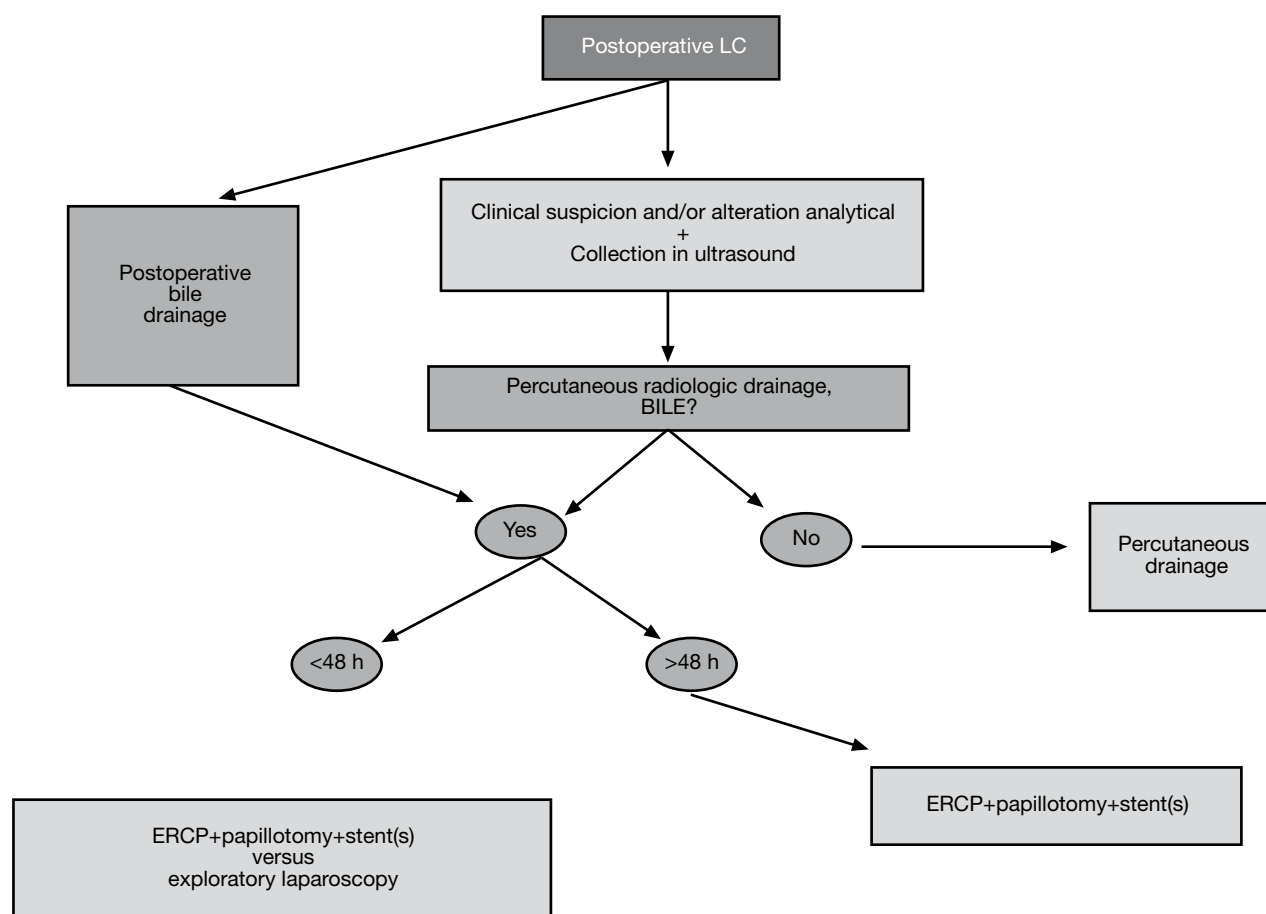 Postoperative LC
Clinical suspicion and/or alteration analytical
+
Collection in ultrasound
Postoperative
bile
drainage
Percutaneous radiologic drainage,
BILE?
Yes
No
Percutaneous
drainage
<48 h
>48 h
ERCP+papillotomy+stent(s)
ERCP+papillotomy+stent(s)
versus
exploratory laparoscopy